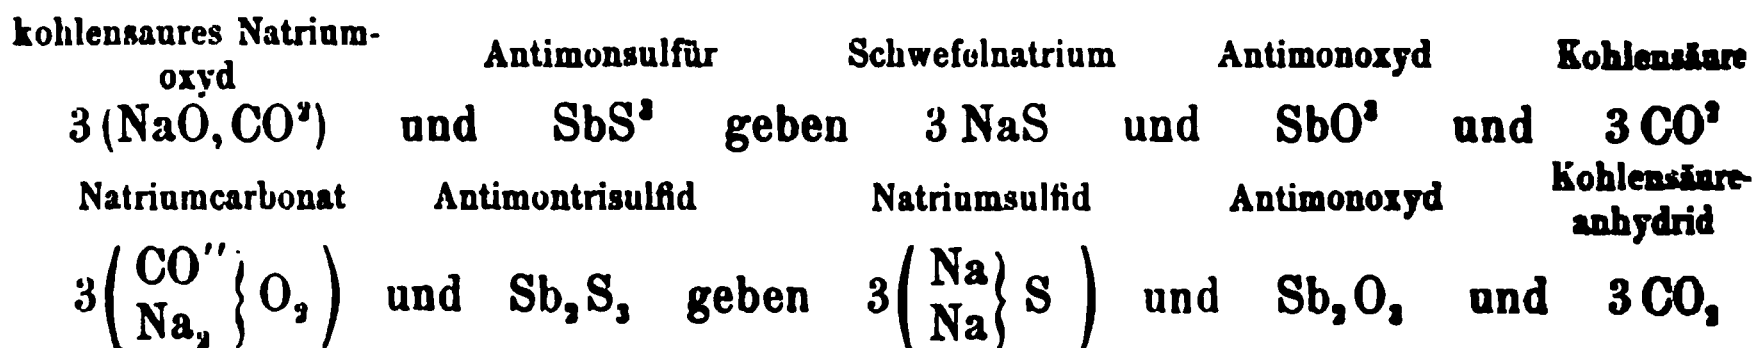 kohlensaures Natrium-
oxyd Antimonsulfür Schwefelnatrium Antimonoxyd Kohlensäure
3 (NaO, CO²) und SbS³ geben 3 NaS und SbO³ und 3 CO²
Natriumcarbonat Antimontrisulfid Natriumsulfid Antimonoxyd Kohlensäure-
anhydrid
3 ( CO″ } O₂ ) und Sb₂S₃ geben 3 ( Na } S ) und Sb₂O₃ und 3 CO₂
Na₂ Na